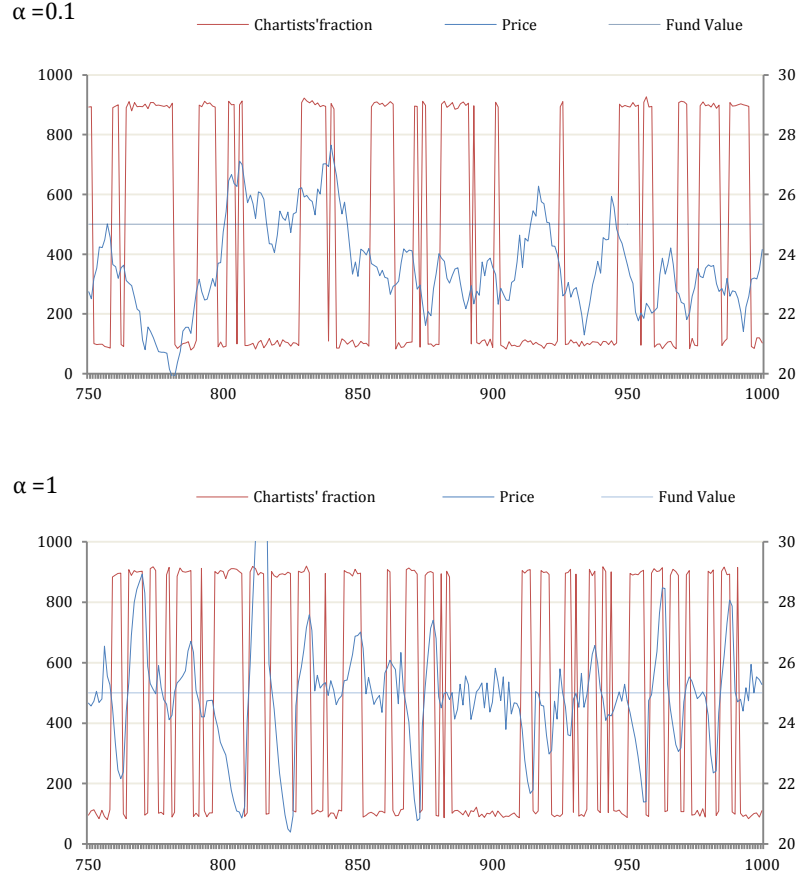 α =0.1
Chartists'fraction Price Fund Value
1000 30
800 28
600 26
400 24
200 22
0 20
750 800 850 900 950 1000
α =1
Chartists' fraction Price Fund Value
1000 30
800 28
600 26
400 24
200 22
0 20
750 800 850 900 950 1000